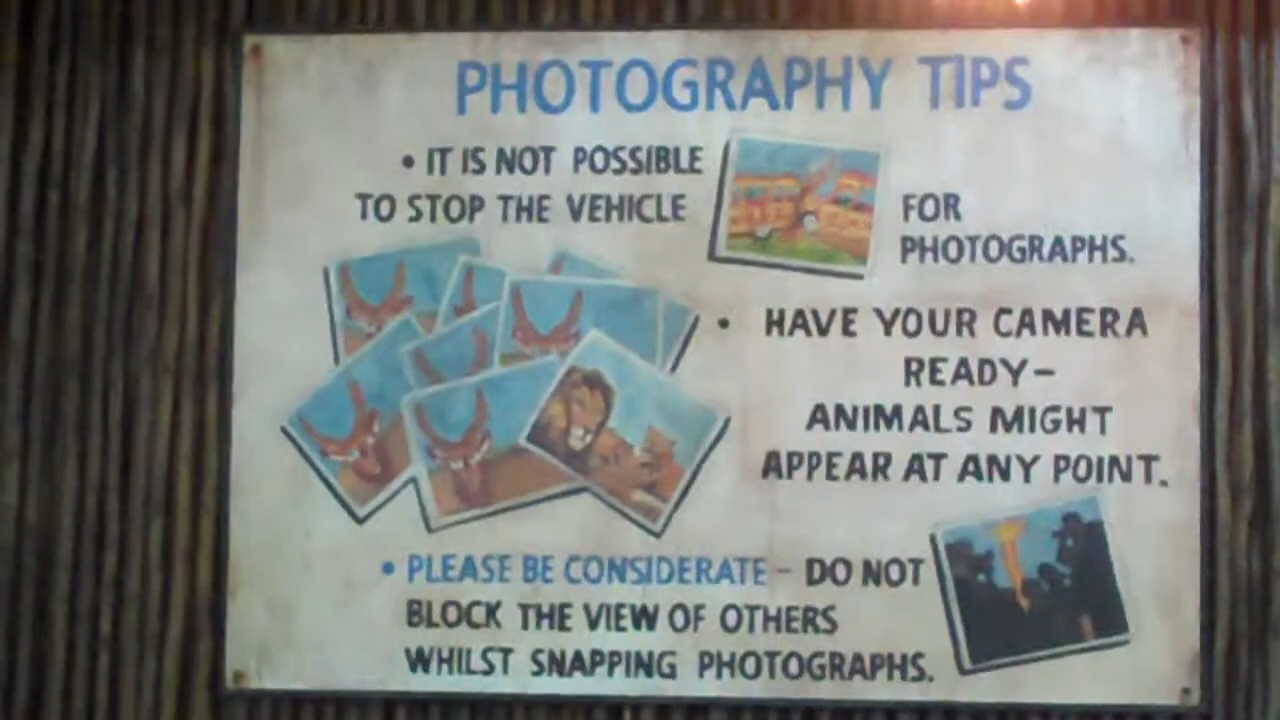 PHOTOGRAPHY TIPS
• IT IS NOT POSSIBLE
TO STOP THE VEHICLE FOR
PHOTOGRAPHS.
• HAVE YOUR CAMERA
READY–
ANIMALS MIGHT
APPEAR AT ANY POINT.
• PLEASE BE CONSIDERATE – DO NOT
BLOCK THE VIEW OF OTHERS
WHILST SNAPPING PHOTOGRAPHS.